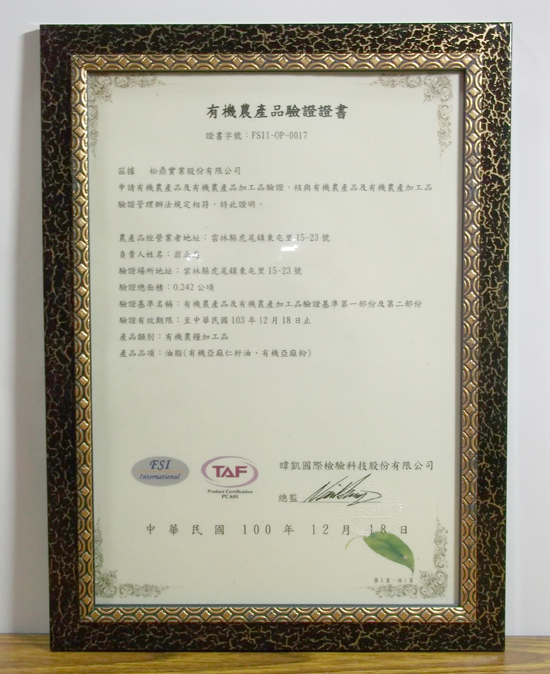 有機農產品驗證證書
證書字號：FSII-OP-0017
茲據 松鼎實業股份有限公司
申請有機農產品及有機農產品加工品驗證，核與有機農產品及有機農產加工品
驗證管理辦法規定相符，特此證明。
農產品經營業者地址：雲林縣虎尾鎮東屯里15-23號
負責人姓名：
驗證場所地址：雲林縣虎尾鎮東屯里15-23號
驗證總面積：0.242公頃
驗證基準名稱：有機農產品及有機農產加工品驗證基準第一部份及第二部份
驗證有效期限：至中華民國103年12月18日止
產品類別：有機農糧加工品
產品品項：油脂(有機亞麻仁籽油、有機亞麻粉)
FSI
International
TAF
Product Certification
PCA01
暐凱國際檢驗科技股份有限公司
總監
中華民國 100 年 12 月 18 日
第1頁，共1頁